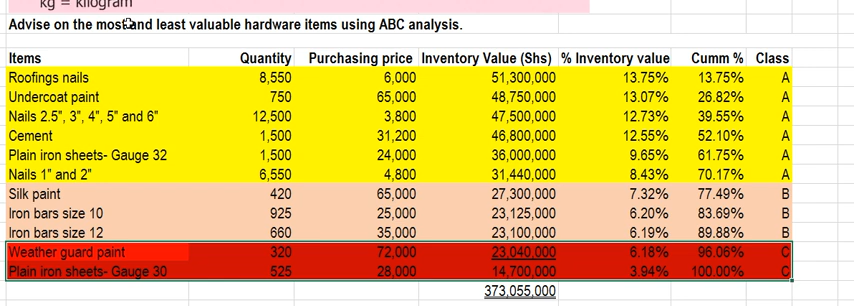 kg = kilogram
Advise on the most and least valuable hardware items using ABC analysis.
Items Quantity Purchasing price Inventory Value (Shs) % Inventory value Cumm % Class
Roofings nails 8,550 6,000 51,300,000 13.75% 13.75% A
Undercoat paint 750 65,000 48,750,000 13.07% 26.82% A
Nails 2.5", 3", 4", 5" and 6" 12,500 3,800 47,500,000 12.73% 39.55% A
Cement 1,500 31,200 46,800,000 12.55% 52.10% A
Plain iron sheets- Gauge 32 1,500 24,000 36,000,000 9.65% 61.75% A
Nails 1" and 2" 6,550 4,800 31,440,000 8.43% 70.17% A
Silk paint 420 65,000 27,300,000 7.32% 77.49% B
Iron bars size 10 925 25,000 23,125,000 6.20% 83.69% B
Iron bars size 12 660 35,000 23,100,000 6.19% 89.88% B
Weather guard paint 320 72,000 23,040,000 6.18% 96.06% C
Plain iron sheets- Gauge 30 525 28,000 14,700,000 3.94% 100.00% C
373,055,000